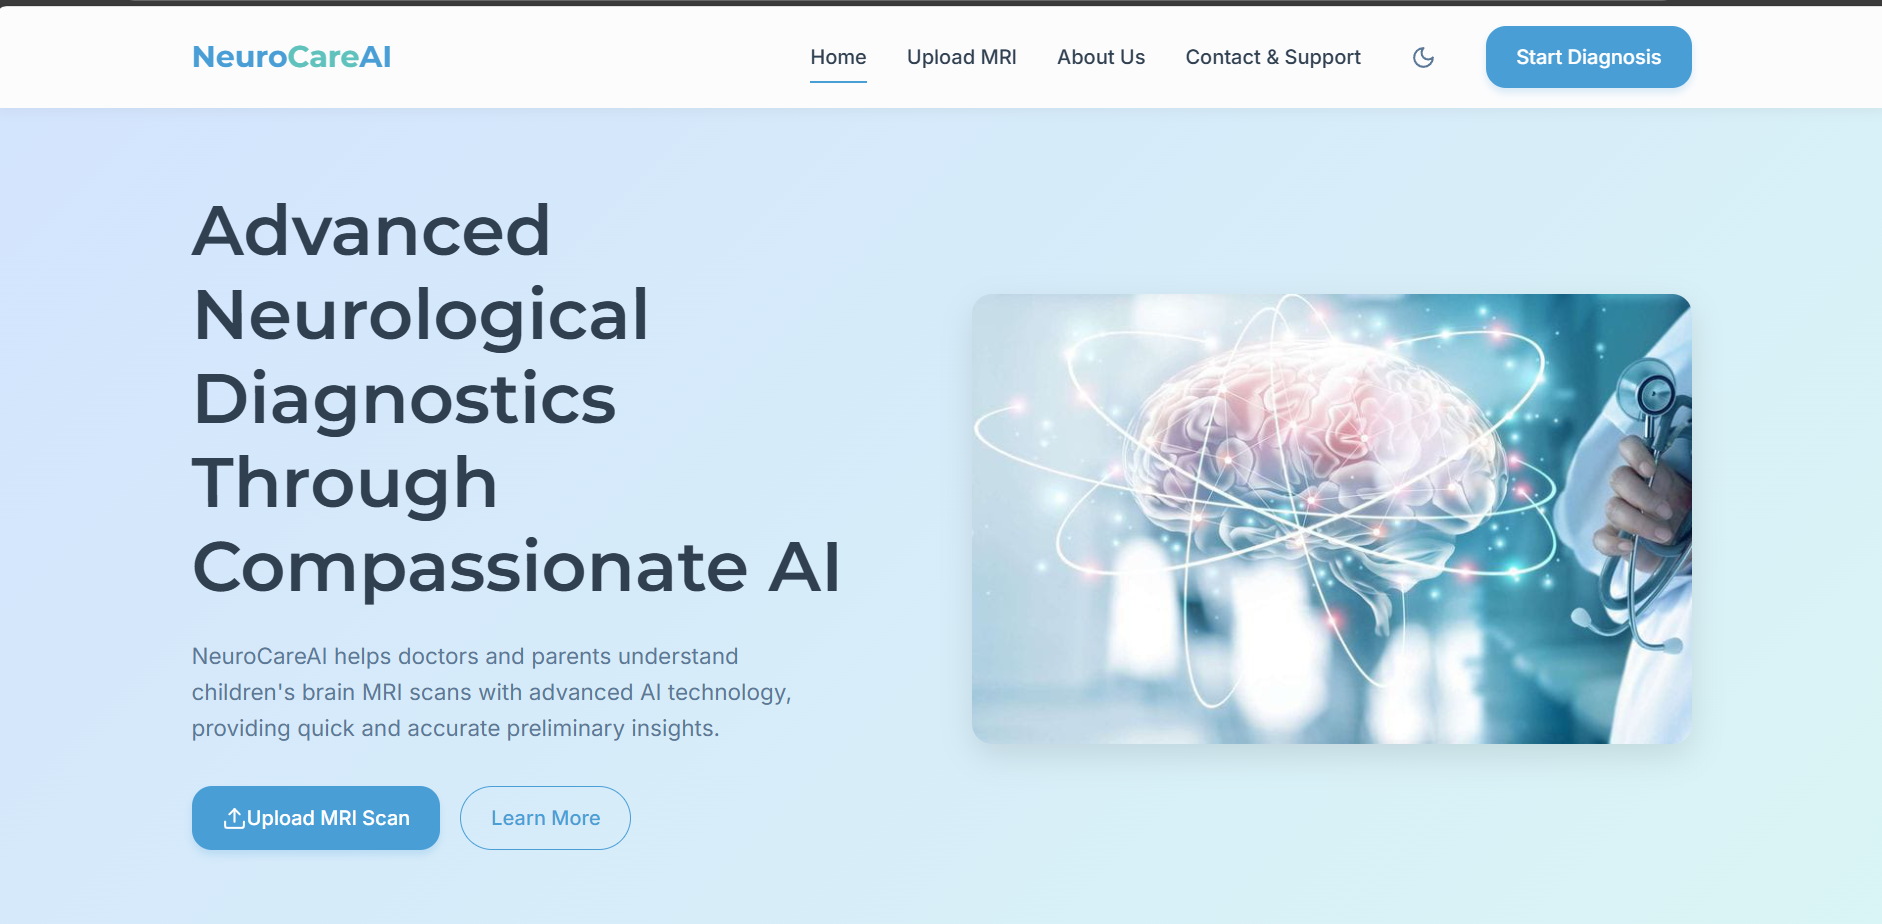 NeuroCareAI
Home
Upload MRI
About Us
Contact & Support
Start Diagnosis
Advanced
Neurological
Diagnostics
Through
Compassionate AI
NeuroCareAI helps doctors and parents understand
children's brain MRI scans with advanced AI technology,
providing quick and accurate preliminary insights.
Upload MRI Scan
Learn More